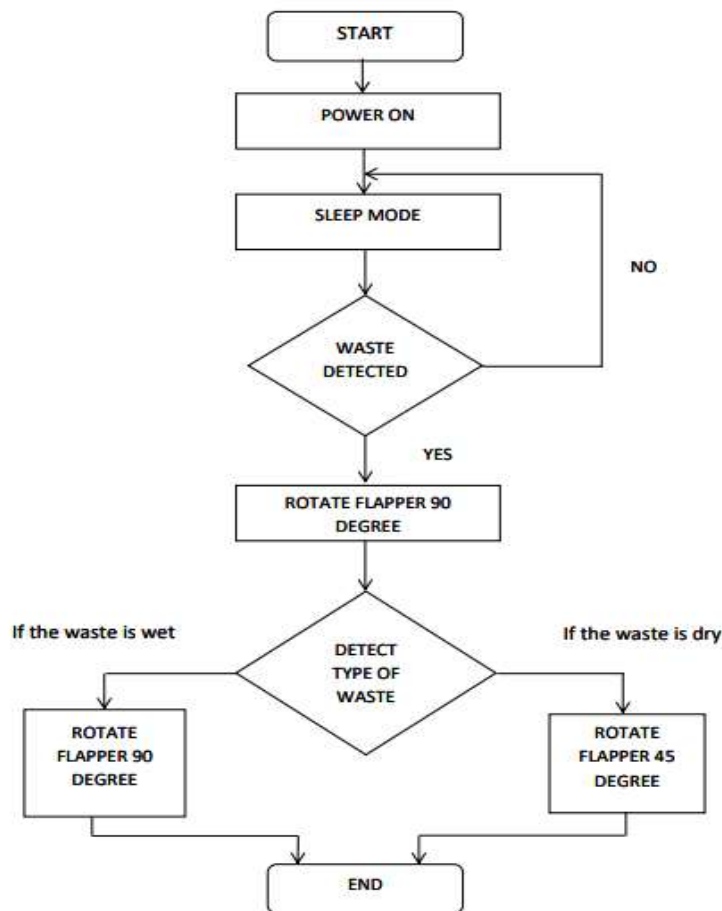 START
POWER ON
SLEEP MODE
NO
WASTE
DETECTED
YES
ROTATE FLAPPER 90
DEGREE
If the waste is wet
If the waste is dry
DETECT
TYPE OF
WASTE
ROTATE
FLAPPER 90
DEGREE
ROTATE
FLAPPER 45
DEGREE
END